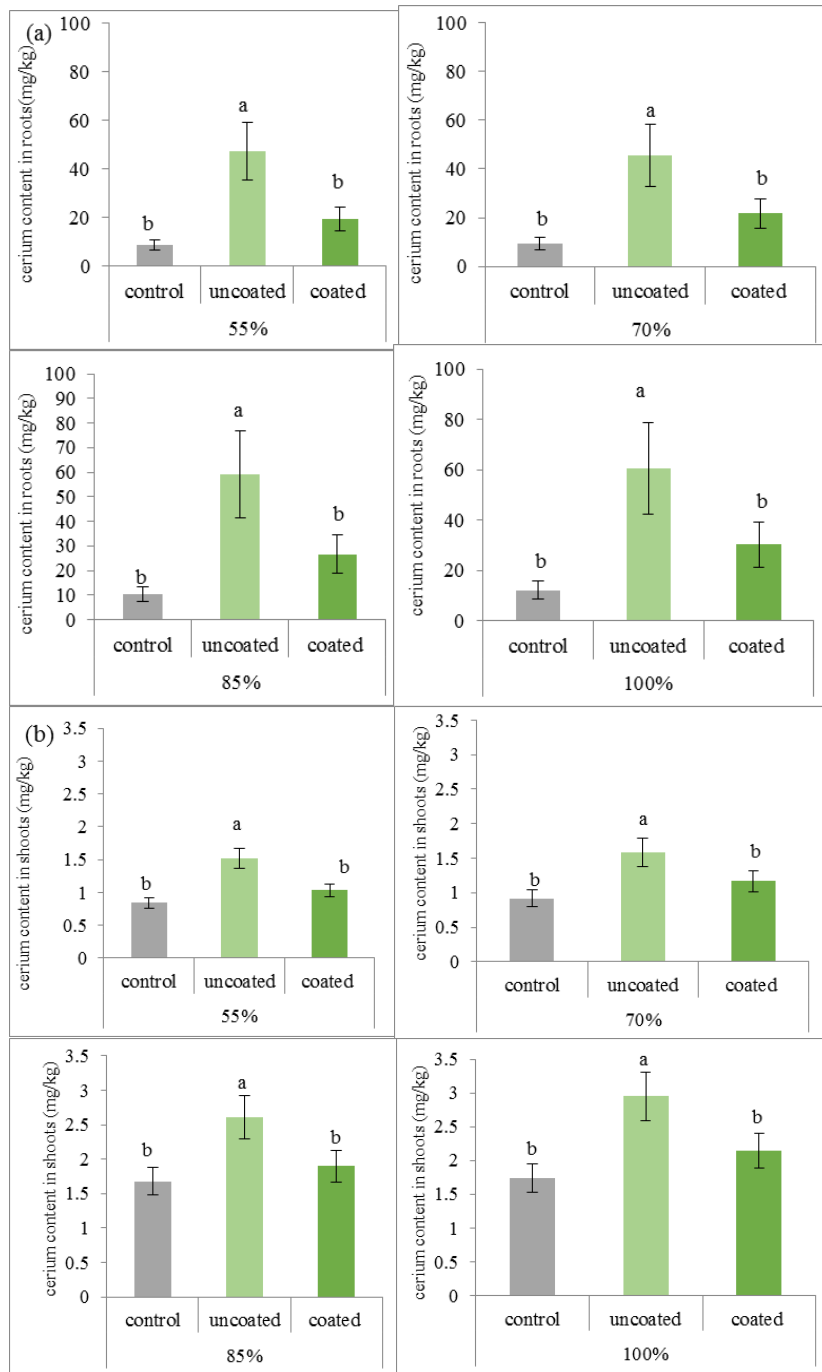 (a)
cerium content in roots(mg/kg)
100
80
60
40
20
0
b
a
b
control
uncoated
coated
55%
cerium content in roots (mg/kg)
100
80
60
40
20
0
b
a
b
control
uncoated
coated
70%
cerium content in roots (mg/kg)
100
90
80
70
60
50
40
30
20
10
0
b
a
b
control
uncoated
coated
85%
cerium content in roots (mg/kg)
100
80
60
40
20
0
b
a
b
control
uncoated
coated
100%
(b)
cerium content in shoots (mg/kg)
3.5
3
2.5
2
1.5
1
0.5
0
b
a
b
control
uncoated
coated
55%
cerium content in shoots (mg/kg)
3.5
3
2.5
2
1.5
1
0.5
0
b
a
b
control
uncoated
coated
70%
cerium content in shoots (mg/kg)
3.5
3
2.5
2
1.5
1
0.5
0
b
a
b
control
uncoated
coated
85%
cerium content in shoots (mg/kg)
3.5
3
2.5
2
1.5
1
0.5
0
b
a
b
control
uncoated
coated
100%